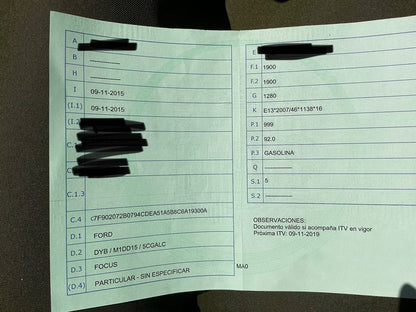 A
B ----------
H ----------
I 09-11-2015
(I.1) 09-11-2015
(I.2)
C.
C
C.1.3
C.4 c7F902072B0794CDEA51A5B8C6A19300A
D.1 FORD
D.2 DYB / M1DD15 / 5CGALC
D.3 FOCUS
(D.4) PARTICULAR - SIN ESPECIFICAR
E
F.1 1900
F.2 1900
G 1280
K E13*2007/46*1138*16
P.1 999
P.2 92.0
P.3 GASOLINA
Q ----------
S.1 5
S.2 ----------
OBSERVACIONES:
Documento válido si acompaña ITV en vigor
Próxima ITV: 09-11-2019
MA0